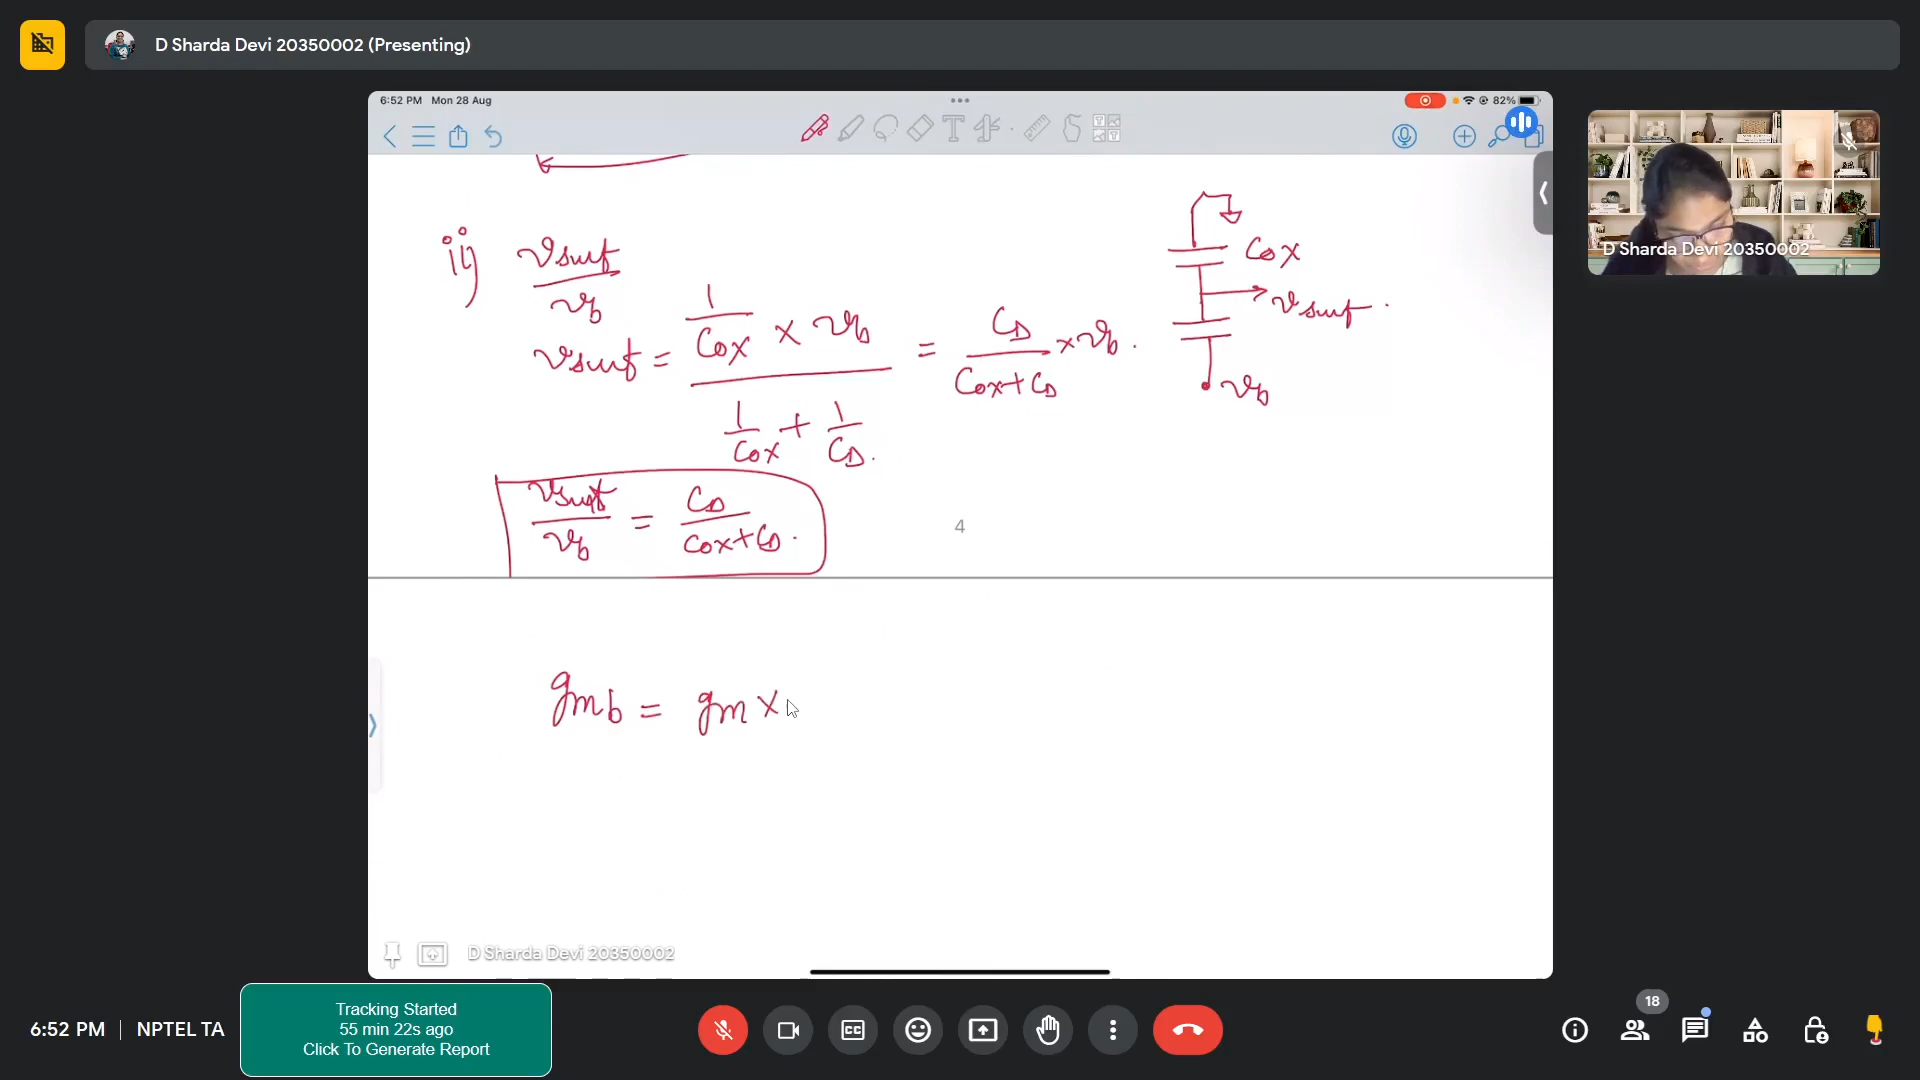 D Sharda Devi 20350002 (Presenting)
6:52 PM Mon 28 Aug
82%
ii) vsurf / vb
vsurf = (1/Cox × vb) / (1/Cox + 1/CD.) = CD / (Cox+CD) × vb .
Cox
vsurf .
vb
vsurf / vb = CD / (Cox+CD) .
4
gmb = gm ×
D Sharda Devi 20350002
D Sharda Devi 20350002
6:52 PM | NPTEL TA
Tracking Started
55 min 22s ago
Click To Generate Report
CC
18